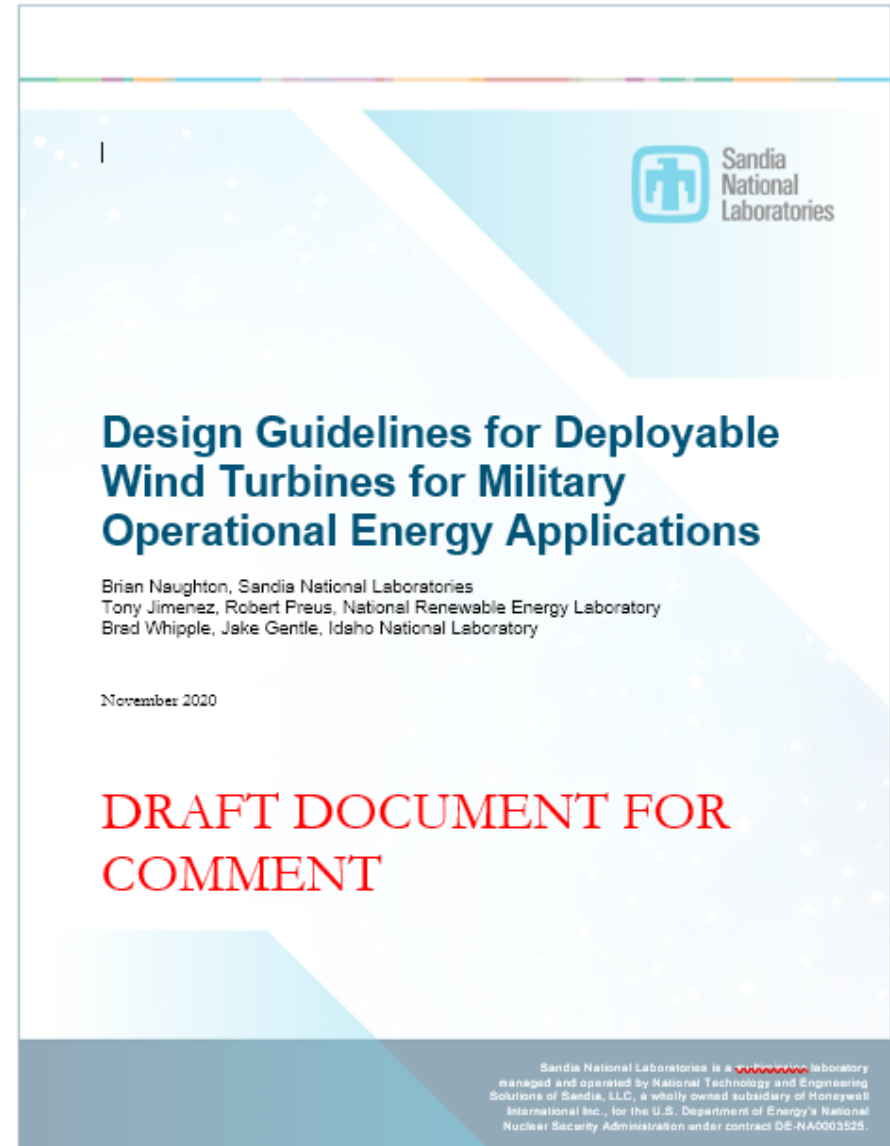 Sandia
National
Laboratories
Design Guidelines for Deployable
Wind Turbines for Military
Operational Energy Applications
Brian Naughton, Sandia National Laboratories
Tony Jimenez, Robert Preus, National Renewable Energy Laboratory
Brad Whipple, Jake Gentle, Idaho National Laboratory
November 2020
DRAFT DOCUMENT FOR
COMMENT
Sandia National Laboratories is a laboratory
managed and operated by National Technology and Engineering
Solutions of Sandia, LLC, a wholly owned subsidiary of Honeywell
International Inc., for the U.S. Department of Energy's National
Nuclear Security Administration under contract DE-NA0003525.